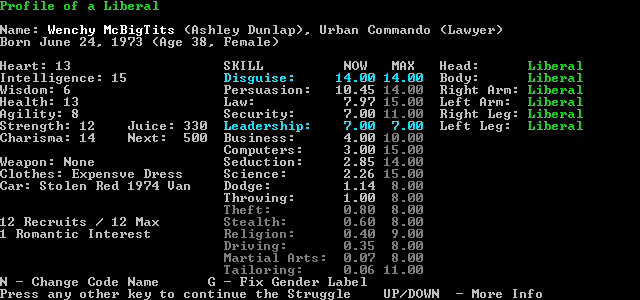 Profile of a Liberal
Name: Wenchy McBigTits (Ashley Dunlap), Urban Commando (Lawyer)
Born June 24, 1973 (Age 38, Female)
Heart: 13 SKILL NOW MAX Head: Liberal
Intelligence: 15 Disguise: 14.00 14.00 Body: Liberal
Wisdom: 6 Persuasion: 10.45 14.00 Right Arm: Liberal
Health: 13 Law: 7.97 15.00 Left Arm: Liberal
Agility: 8 Security: 7.00 11.00 Right Leg: Liberal
Strength: 12 Juice: 330 Leadership: 7.00 7.00 Left Leg: Liberal
Charisma: 14 Next: 500 Business: 4.00 10.00
Computers: 3.00 15.00
Weapon: None Seduction: 2.85 14.00
Clothes: Expensve Dress Science: 2.26 15.00
Car: Stolen Red 1974 Van Dodge: 1.14 8.00
Throwing: 1.00 8.00
Theft: 0.80 8.00
12 Recruits / 12 Max Stealth: 0.60 8.00
1 Romantic Interest Religion: 0.40 9.00
Driving: 0.35 8.00
Martial Arts: 0.07 8.00
Tailoring: 0.06 11.00
N - Change Code Name G - Fix Gender Label
Press any other key to continue the Struggle UP/DOWN - More Info